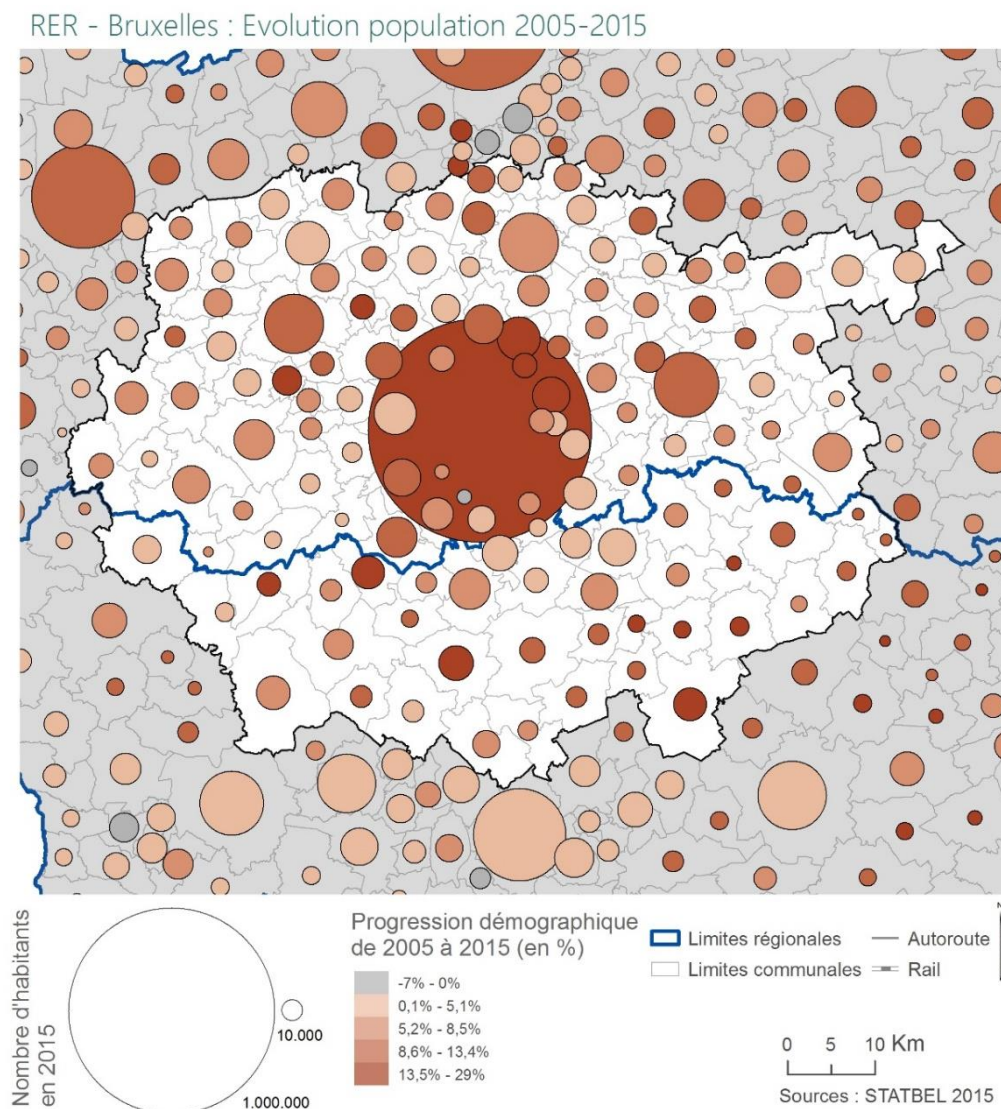 RER - Bruxelles : Evolution population 2005-2015
Nombre d'habitants
en 2015
10.000
1.000.000
Progression démographique
de 2005 à 2015 (en %)
-7% - 0%
0,1% - 5,1%
5,2% - 8,5%
8,6% - 13,4%
13,5% - 29%
Limites régionales
Limites communales
Autoroute
Rail
0 5 10 Km
Sources : STATBEL 2015